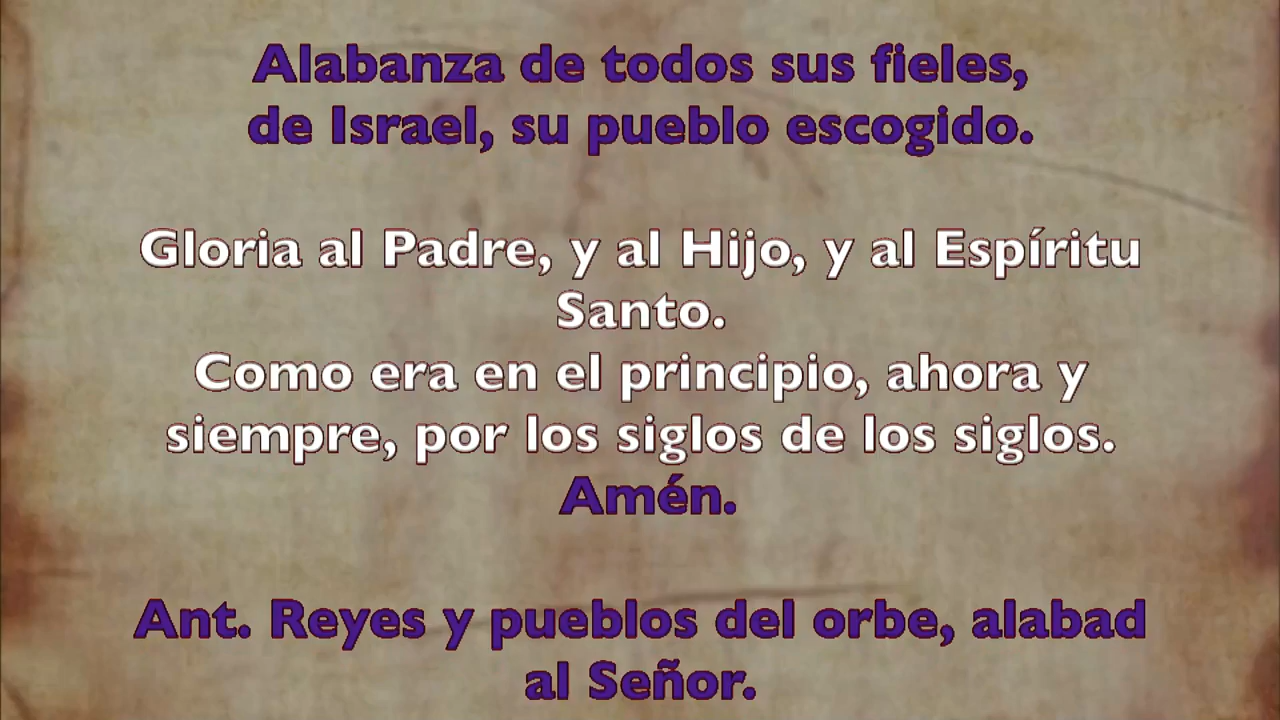 Alabanza de todos sus fieles,
de Israel, su pueblo escogido.
Gloria al Padre, y al Hijo, y al Espíritu
Santo.
Como era en el principio, ahora y
siempre, por los siglos de los siglos.
Amén.
Ant. Reyes y pueblos del orbe, alabad
al Señor.